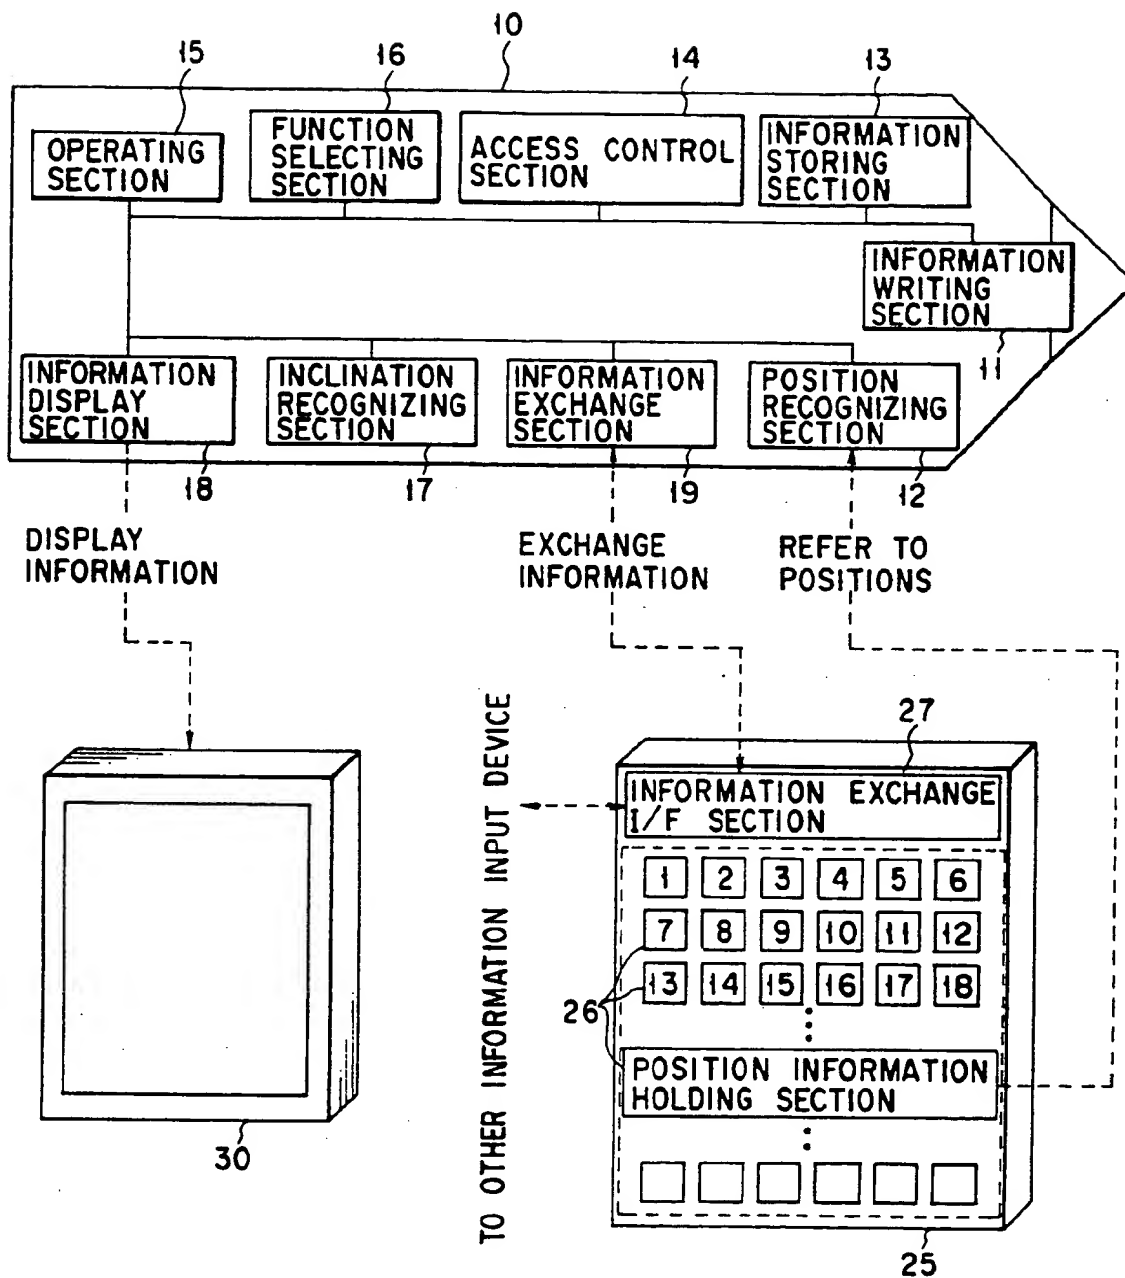 10
15
16
14
13
OPERATING
SECTION
FUNCTION
SELECTING
SECTION
ACCESS CONTROL
SECTION
INFORMATION
STORING
SECTION
INFORMATION
WRITING
SECTION
11
INFORMATION
DISPLAY
SECTION
INCLINATION
RECOGNIZING
SECTION
INFORMATION
EXCHANGE
SECTION
POSITION
RECOGNIZING
SECTION
18
17
19
12
DISPLAY
INFORMATION
EXCHANGE
INFORMATION
REFER TO
POSITIONS
TO OTHER INFORMATION INPUT DEVICE
27
INFORMATION EXCHANGE
I/F SECTION
1 2 3 4 5 6
7 8 9 10 11 12
13 14 15 16 17 18
26
POSITION INFORMATION
HOLDING SECTION
30
25